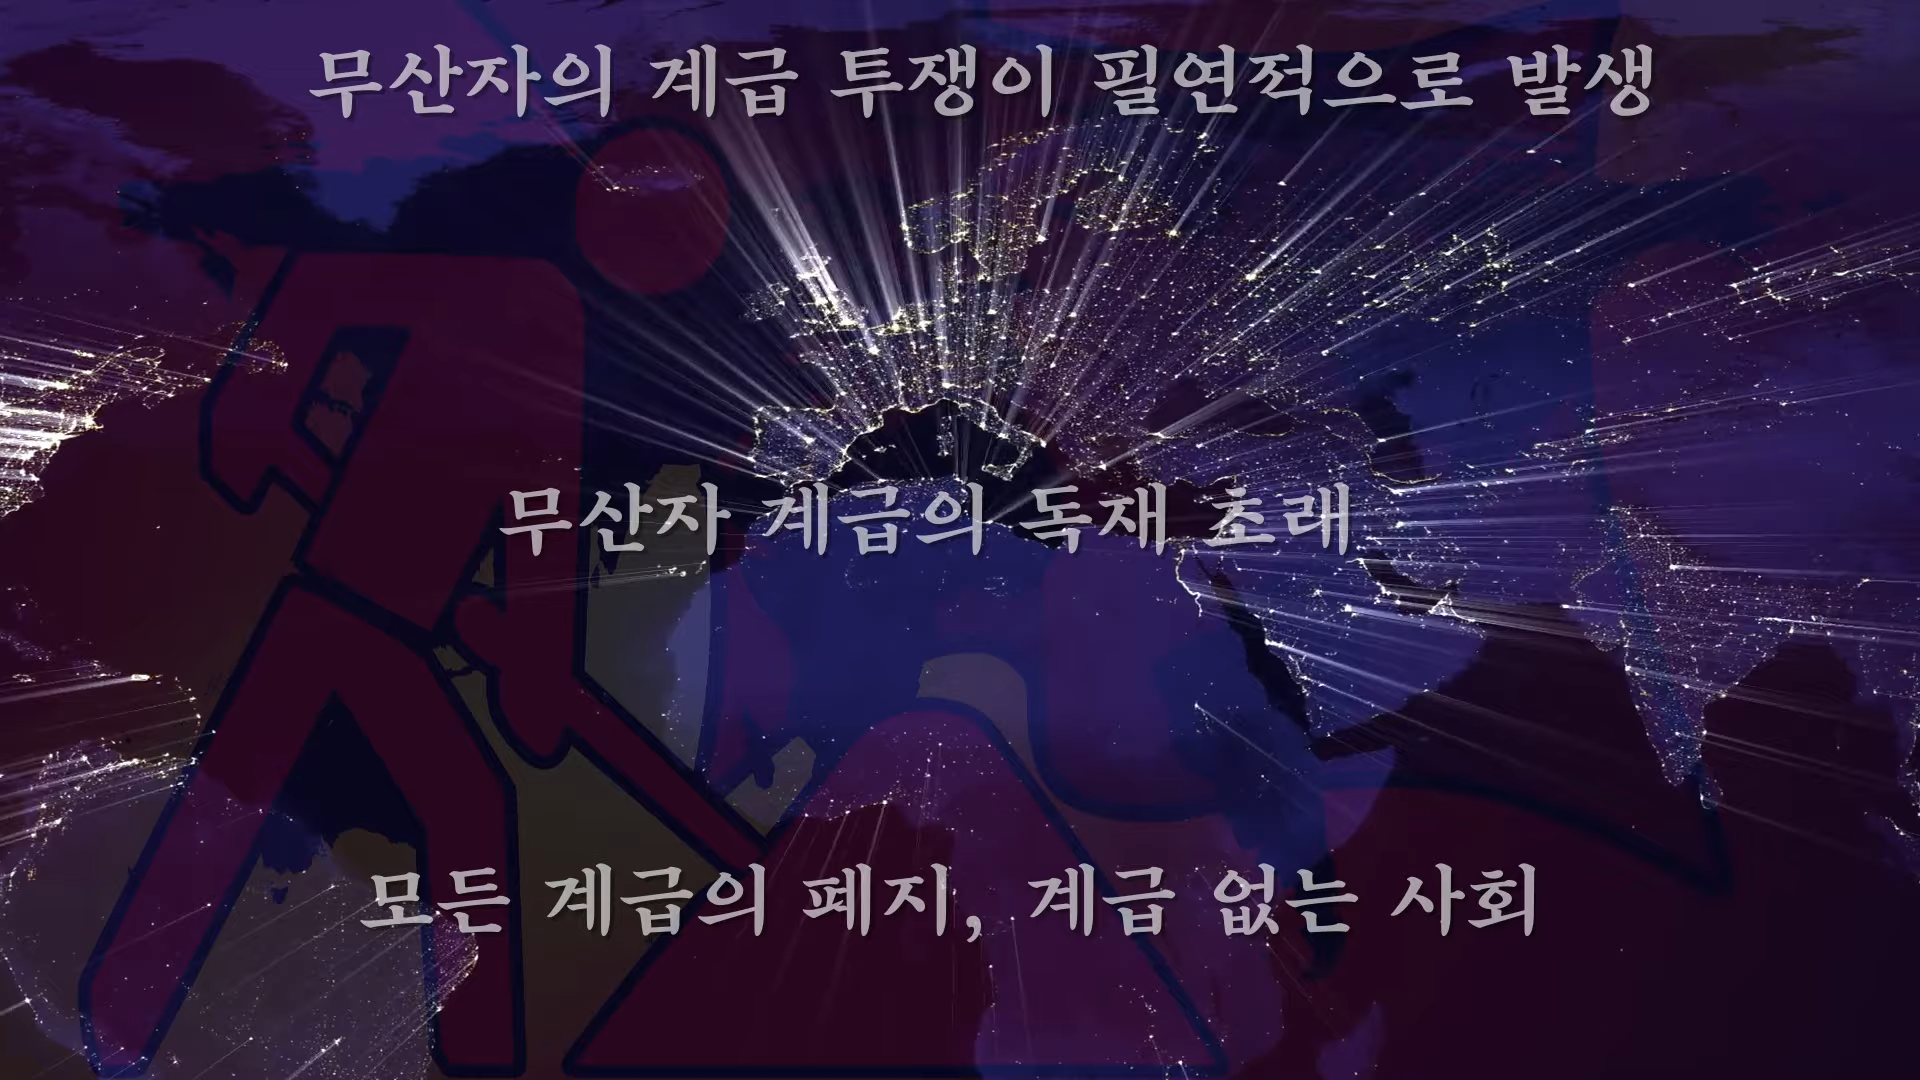 무산자의 계급 투쟁이 필연적으로 발생
무산자 계급의 독재 초래
모든 계급의 폐지, 계급 없는 사회